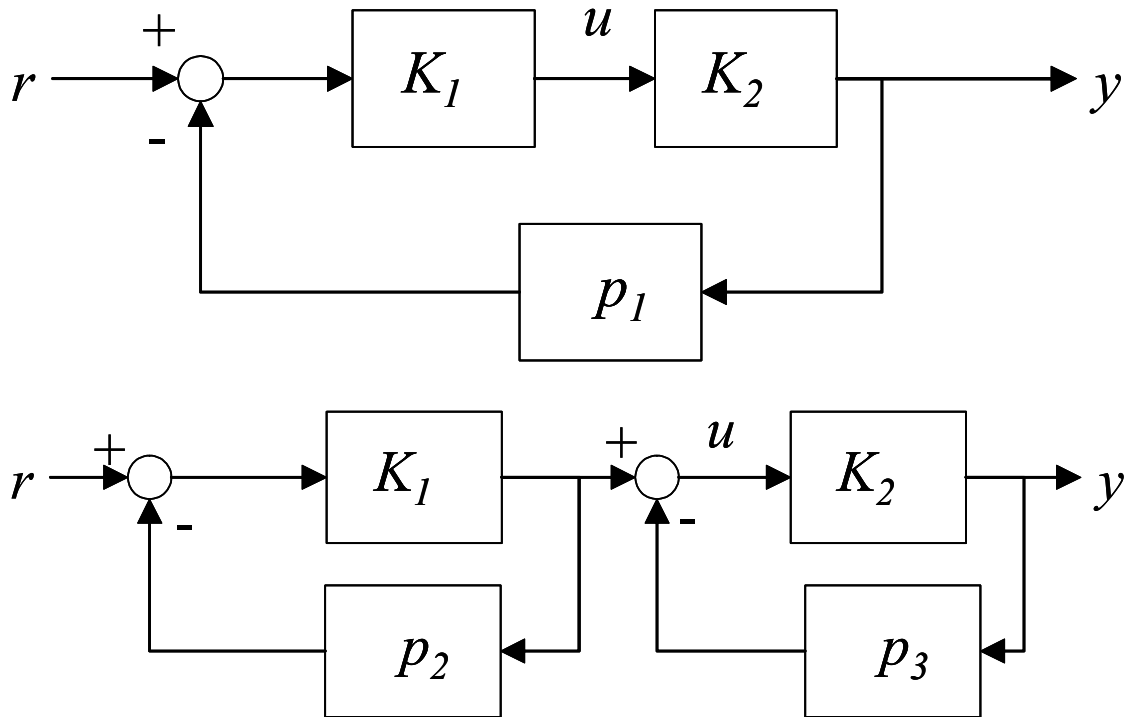 + u
r K1 K2 y
-
p1
+ + u
r K1 K2 y
- -
p2 p3